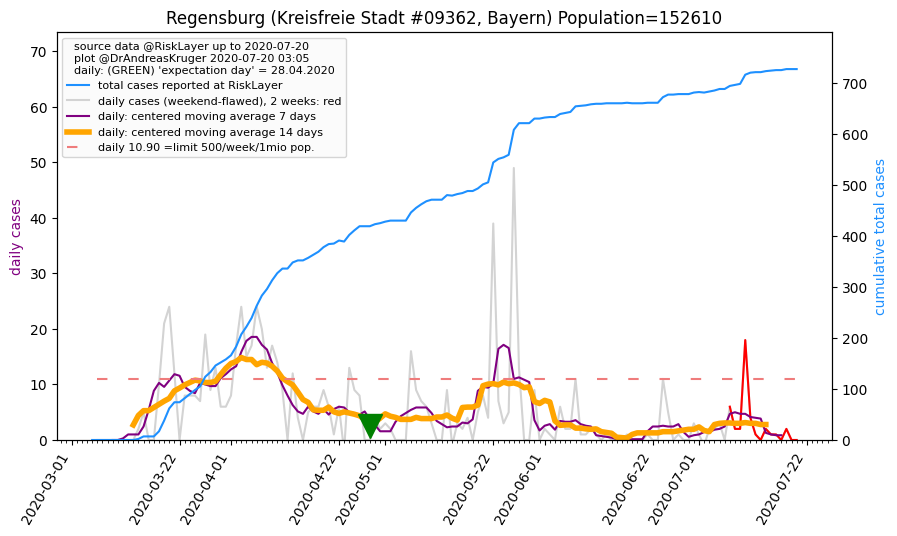 Regensburg (Kreisfreie Stadt #09362, Bayern) Population=152610
source data @RiskLayer up to 2020-07-20
plot @DrAndreasKruger 2020-07-20 03:05
daily: (GREEN) 'expectation day' = 28.04.2020
total cases reported at RiskLayer
daily cases (weekend-flawed), 2 weeks: red
daily: centered moving average 7 days
daily: centered moving average 14 days
daily 10.90 =limit 500/week/1mio pop.
daily cases
70
60
50
40
30
20
10
0
cumulative total cases
700
600
500
400
300
200
100
0
2020-03-01
2020-03-22
2020-04-01
2020-04-22
2020-05-01
2020-05-22
2020-06-01
2020-06-22
2020-07-01
2020-07-22